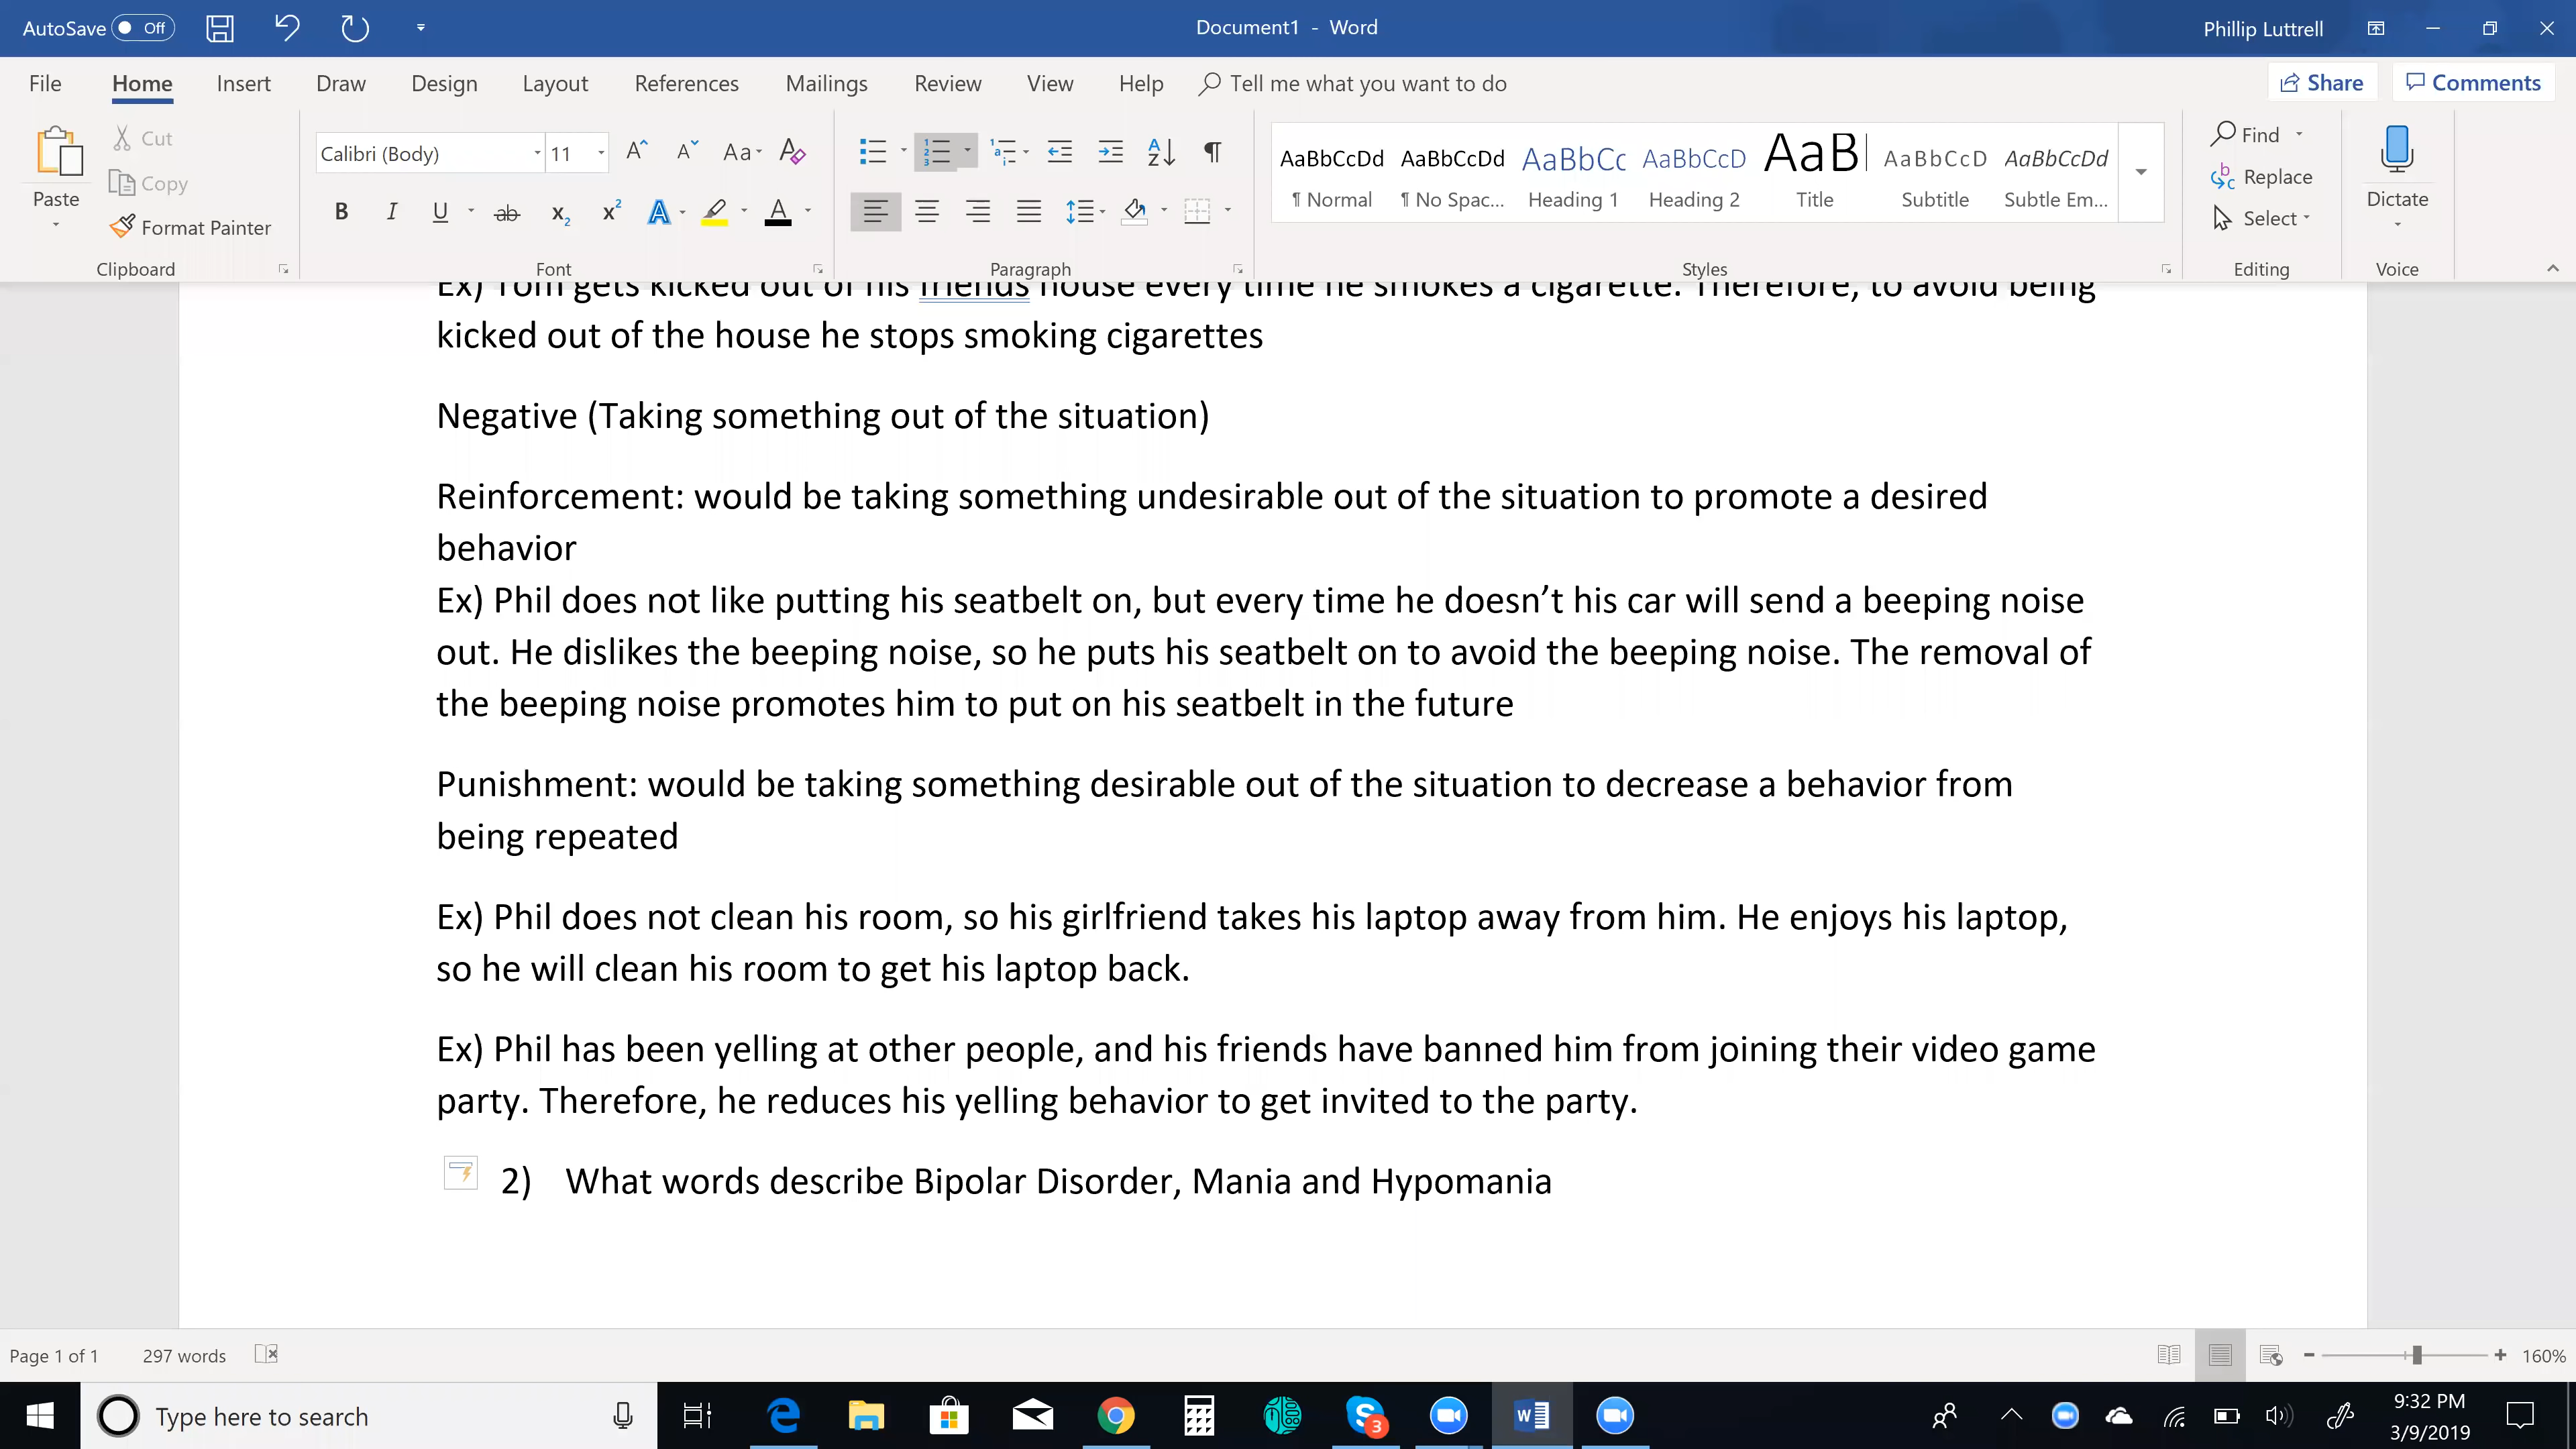 AutoSave Off Document1 - Word Phillip Luttrell
File Home Insert Draw Design Layout References Mailings Review View Help Tell me what you want to do Share Comments
Paste Cut Copy Format Painter Clipboard
Calibri (Body) 11 Font
Paragraph
AaBbCcDd AaBbCcDd AaBbCc AaBbCcD AaB AaBbCcD AaBbCcDd
¶ Normal ¶ No Spac... Heading 1 Heading 2 Title Subtitle Subtle Em...
Styles
Find Replace Select Editing
Dictate Voice
Ex) Tom gets kicked out of his friends house every time he smokes a cigarette. Therefore, to avoid being
kicked out of the house he stops smoking cigarettes
Negative (Taking something out of the situation)
Reinforcement: would be taking something undesirable out of the situation to promote a desired
behavior
Ex) Phil does not like putting his seatbelt on, but every time he doesn’t his car will send a beeping noise
out. He dislikes the beeping noise, so he puts his seatbelt on to avoid the beeping noise. The removal of
the beeping noise promotes him to put on his seatbelt in the future
Punishment: would be taking something desirable out of the situation to decrease a behavior from
being repeated
Ex) Phil does not clean his room, so his girlfriend takes his laptop away from him. He enjoys his laptop,
so he will clean his room to get his laptop back.
Ex) Phil has been yelling at other people, and his friends have banned him from joining their video game
party. Therefore, he reduces his yelling behavior to get invited to the party.
2) What words describe Bipolar Disorder, Mania and Hypomania
Page 1 of 1 297 words 160%
Type here to search 3 9:32 PM
3/9/2019